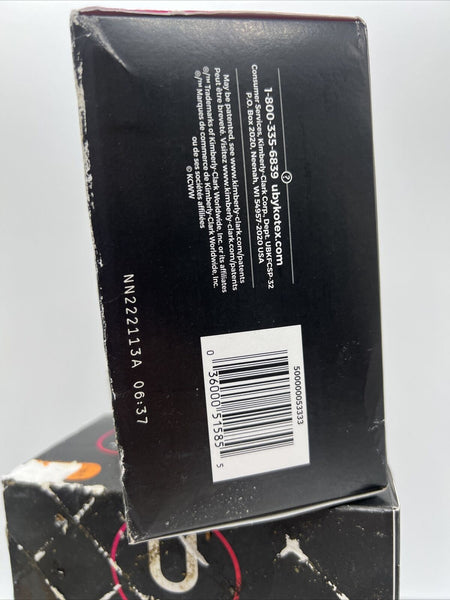 1-800-335-6839 ubykotex.com
Consumer Services, Kimberly-Clark Corp. Dept. UBKFCSP-32
P.O. Box 2020, Neenah, WI 54957-2020 USA
May be patented, see www.kimberly-clark.com/patents
Peut être breveté. Visitez www.kimberly-clark.com/patents
®/™ Trademarks of Kimberly-Clark Worldwide, Inc. or its affiliates
®/™ Marques de commerce de Kimberly-Clark Worldwide, Inc.
ou de ses sociétés affiliées
© KCWW
NN222113A 06:37
500000053333
0 36000 51585 5